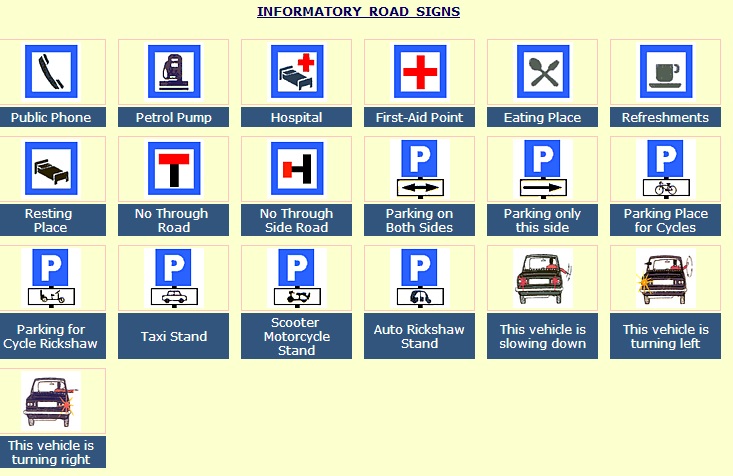 INFORMATORY ROAD SIGNS
Public Phone
Petrol Pump
Hospital
First-Aid Point
Eating Place
Refreshments
Resting
Place
No Through
Road
No Through
Side Road
P
Parking on
Both Sides
P
Parking only
this side
P
Parking Place
for Cycles
P
Parking for
Cycle Rickshaw
P
Taxi Stand
P
Scooter
Motorcycle
Stand
P
Auto Rickshaw
Stand
This vehicle is
slowing down
This vehicle is
turning left
This vehicle is
turning right